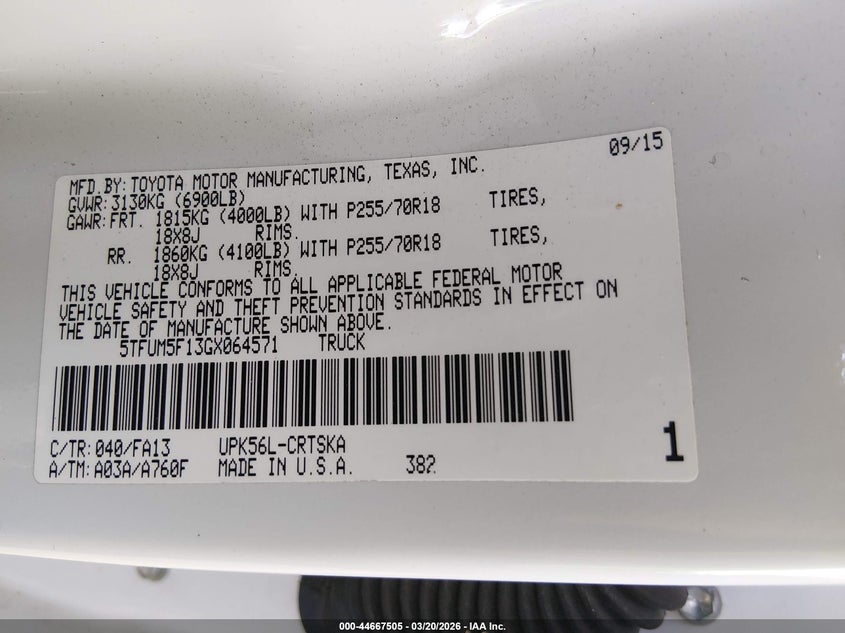 09/15
MFD.BY: TOYOTA MOTOR MANUFACTURING, TEXAS, INC.
GVWR: 3130KG (6900LB)
GAWR: FRT. 1815KG (4000LB) WITH P255/70R18 TIRES,
18X8J RIMS.
RR. 1860KG (4100LB) WITH P255/70R18 TIRES,
18X8J RIMS.
THIS VEHICLE CONFORMS TO ALL APPLICABLE FEDERAL MOTOR
VEHICLE SAFETY AND THEFT PREVENTION STANDARDS IN EFFECT ON
THE DATE OF MANUFACTURE SHOWN ABOVE.
5TFUM5F13GX064571 TRUCK
C/TR: 040/FA13 UPK56L-CRTSKA
A/TM: A03A/A760F MADE IN U.S.A. 382
1
000-44667505 - 03/20/2026 - IAA Inc.